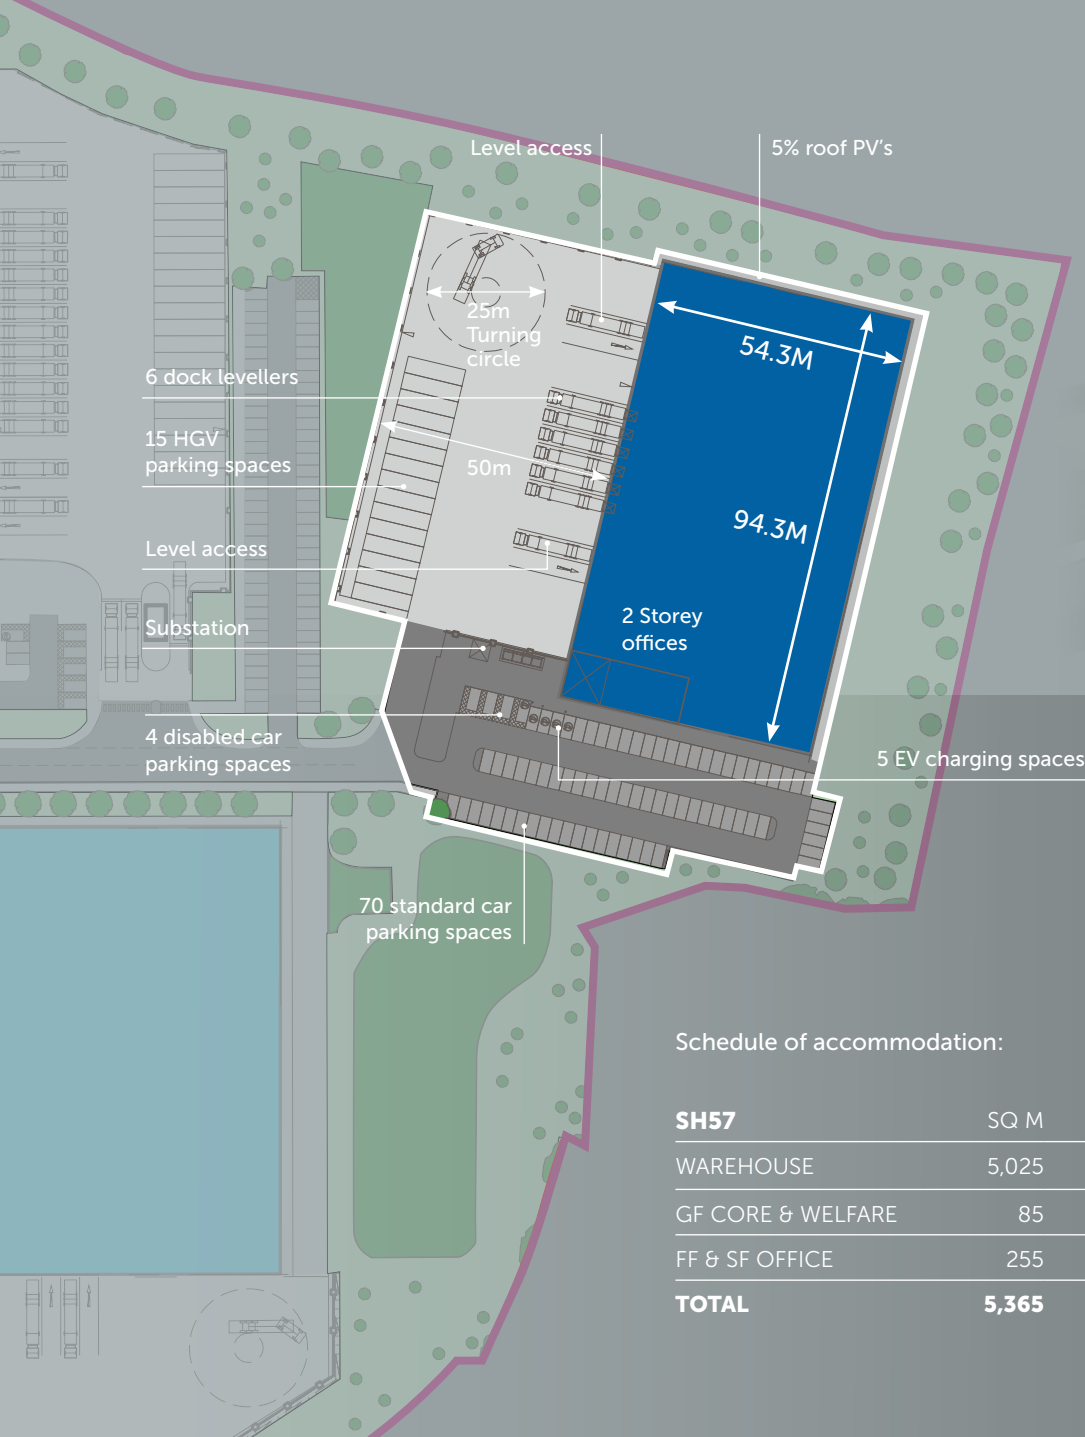 Level access
5% roof PV's
25m
Turning
circle
54.3M
6 dock levellers
15 HGV
parking spaces
50m
94.3M
Level access
2 Storey
offices
Substation
4 disabled car
parking spaces
5 EV charging spaces
70 standard car
parking spaces
Schedule of accommodation:
SH57 SQ M
WAREHOUSE 5,025
GF CORE & WELFARE 85
FF & SF OFFICE 255
TOTAL 5,365